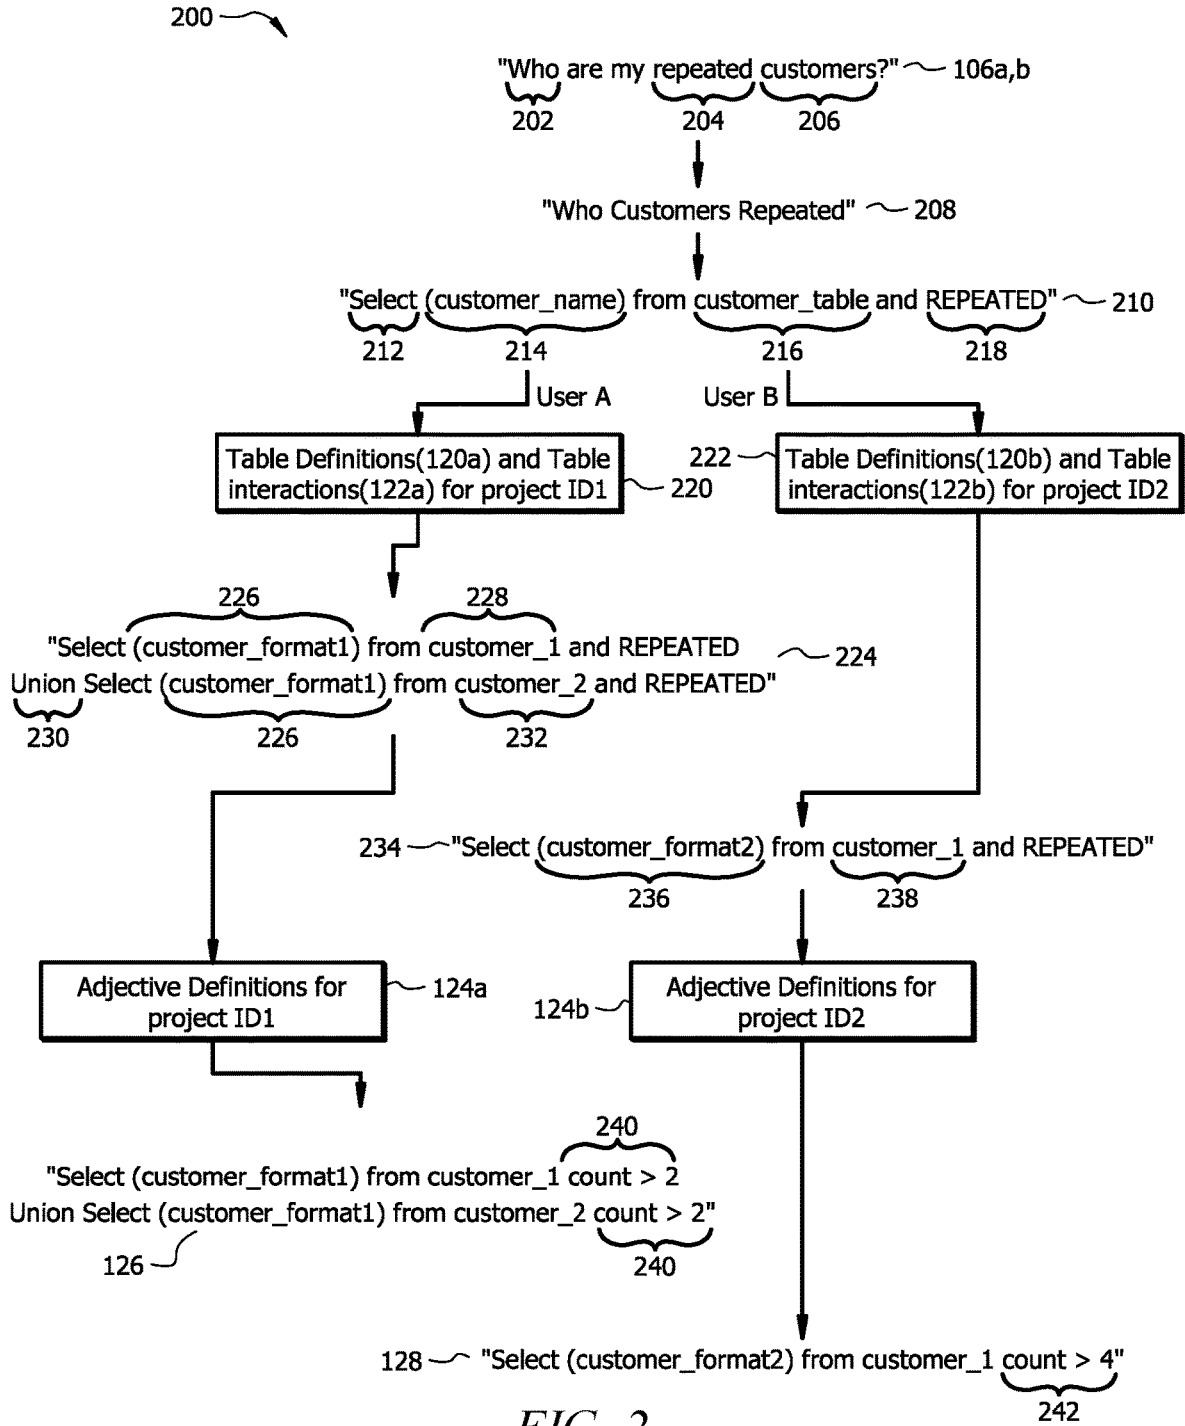 200
"Who are my repeated customers?" 106a,b
202 204 206
"Who Customers Repeated" 208
"Select (customer_name) from customer_table and REPEATED" 210
212 214 216 218
User A User B
Table Definitions(120a) and Table
interactions(122a) for project ID1
220
222
Table Definitions(120b) and Table
interactions(122b) for project ID2
226 228
"Select (customer_format1) from customer_1 and REPEATED
Union Select (customer_format1) from customer_2 and REPEATED"
224
230 226 232
234 "Select (customer_format2) from customer_1 and REPEATED"
236 238
Adjective Definitions for
project ID1
124a
124b
Adjective Definitions for
project ID2
240
"Select (customer_format1) from customer_1 count > 2
Union Select (customer_format1) from customer_2 count > 2"
126 240
128 "Select (customer_format2) from customer_1 count > 4"
242
FIG. 2